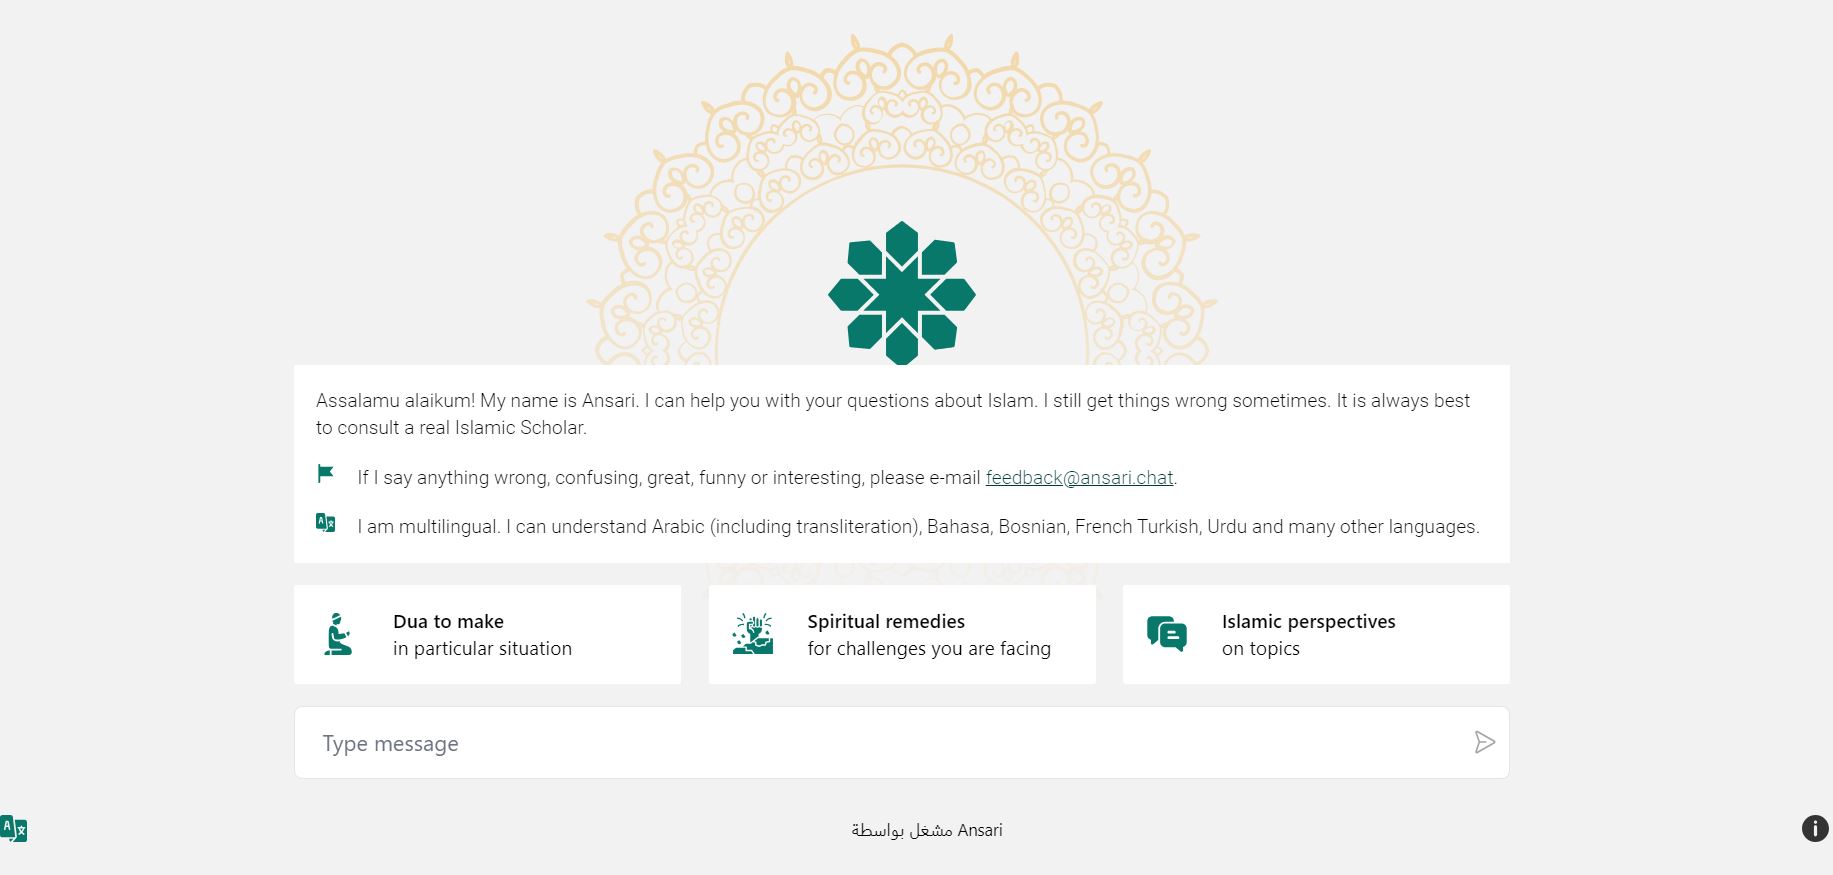 Assalamu alaikum! My name is Ansari. I can help you with your questions about Islam. I still get things wrong sometimes. It is always best
to consult a real Islamic Scholar.
If I say anything wrong, confusing, great, funny or interesting, please e-mail feedback@ansari.chat.
I am multilingual. I can understand Arabic (including transliteration), Bahasa, Bosnian, French Turkish, Urdu and many other languages.
Dua to make
in particular situation
Spiritual remedies
for challenges you are facing
Islamic perspectives
on topics
Type message
مشغل بواسطة Ansari